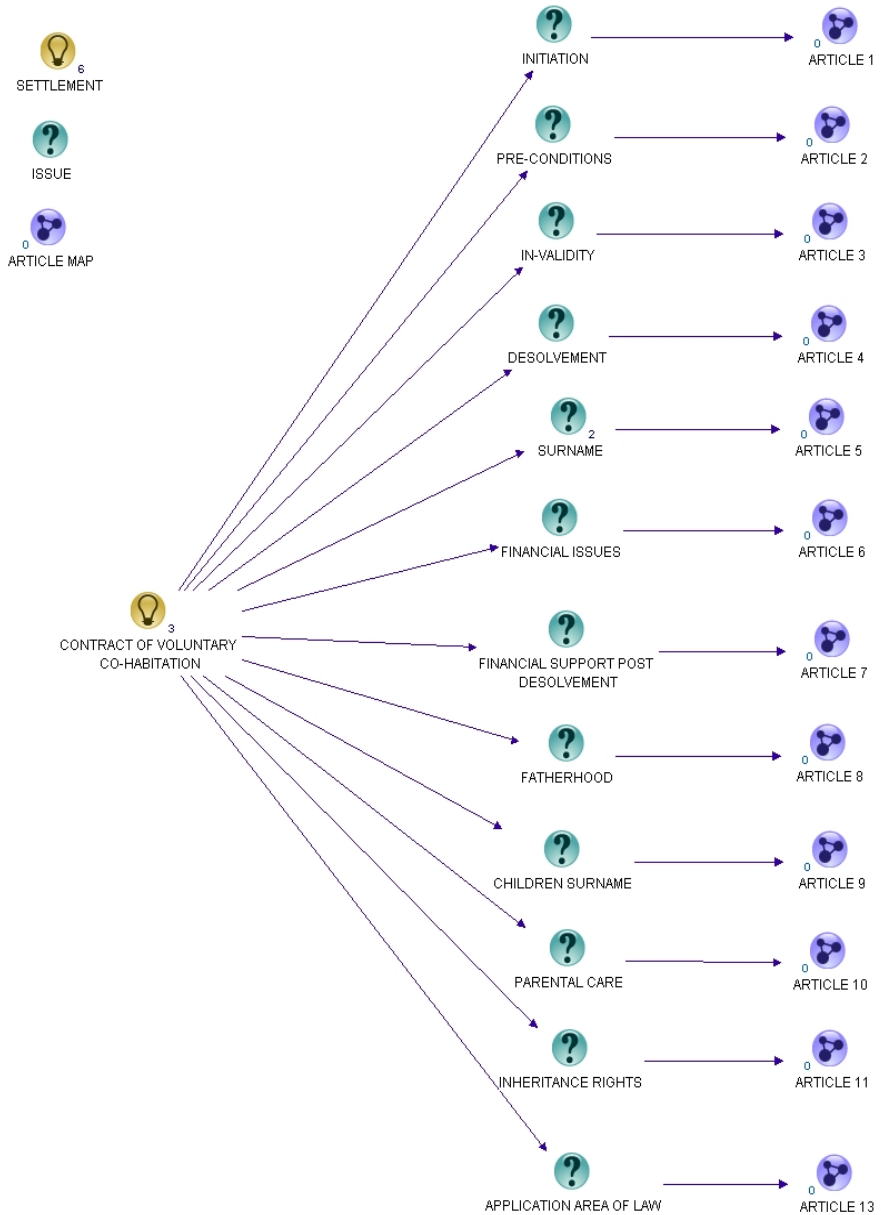 6
SETTLEMENT
ISSUE
0
ARTICLE MAP
INITIATION
0
ARTICLE 1
PRE-CONDITIONS
0
ARTICLE 2
IN-VALIDITY
0
ARTICLE 3
DESOLVEMENT
0
ARTICLE 4
2
SURNAME
0
ARTICLE 5
FINANCIAL ISSUES
0
ARTICLE 6
3
CONTRACT OF VOLUNTARY
CO-HABITATION
FINANCIAL SUPPORT POST
DESOLVEMENT
0
ARTICLE 7
FATHERHOOD
0
ARTICLE 8
CHILDREN SURNAME
0
ARTICLE 9
PARENTAL CARE
0
ARTICLE 10
INHERITANCE RIGHTS
0
ARTICLE 11
APPLICATION AREA OF LAW
0
ARTICLE 13